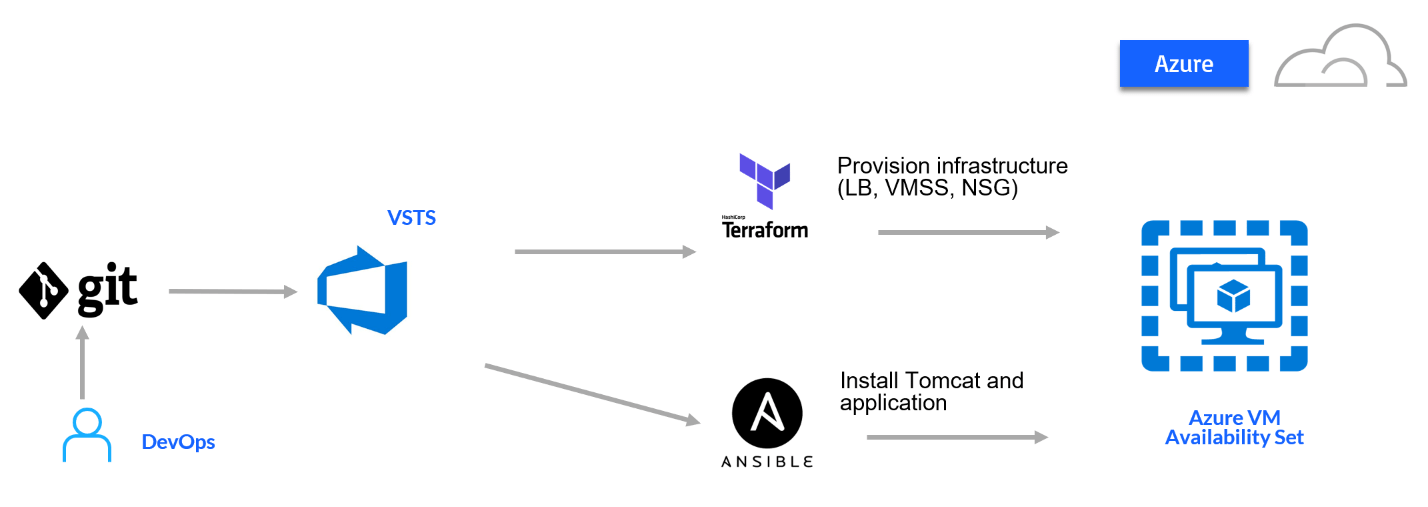 Azure
Provision infrastructure
(LB, VMSS, NSG)
VSTS
HashiCorp
Terraform
git
Install Tomcat and
application
Azure VM
Availability Set
DevOps
ANSIBLE